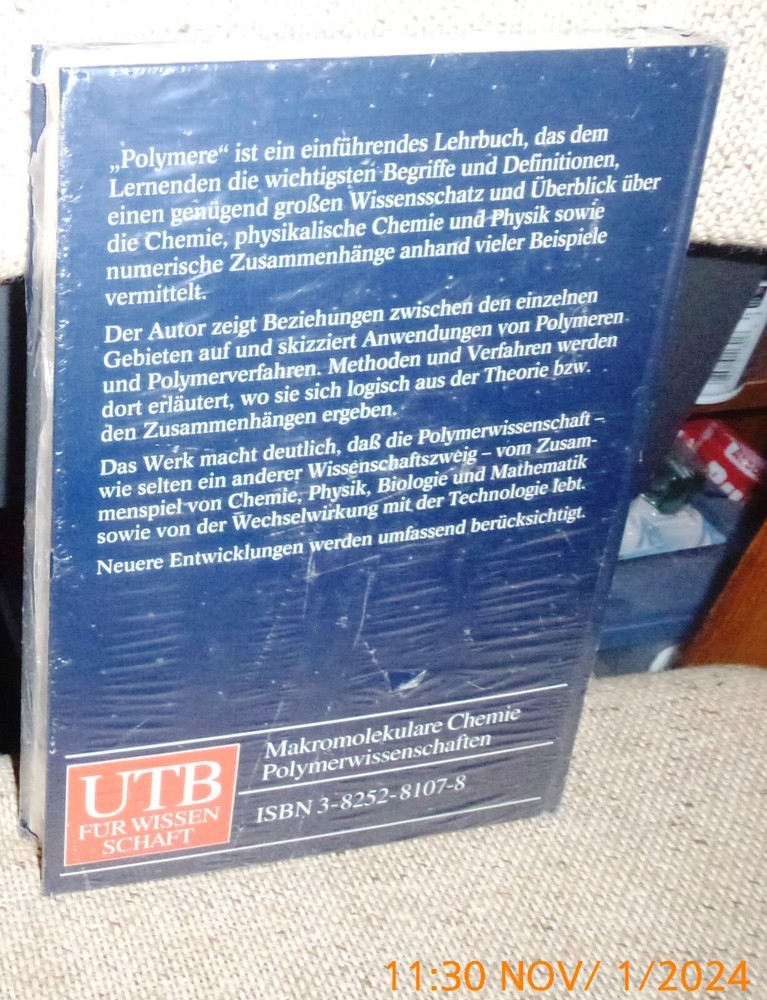 „Polymere“ ist ein einführendes Lehrbuch, das dem
Lernenden die wichtigsten Begriffe und Definitionen,
einen genügend großen Wissensschatz und Überblick über
die Chemie, physikalische Chemie und Physik sowie
numerische Zusammenhänge anhand vieler Beispiele
vermittelt.
Der Autor zeigt Beziehungen zwischen den einzelnen
Gebieten auf und skizziert Anwendungen von Polymeren
und Polymerverfahren. Methoden und Verfahren werden
dort erläutert, wo sie sich logisch aus der Theorie bzw.
den Zusammenhängen ergeben.
Das Werk macht deutlich, daß die Polymerwissenschaft –
wie selten ein anderer Wissenschaftszweig – vom Zusam-
menspiel von Chemie, Physik, Biologie und Mathematik
sowie von der Wechselwirkung mit der Technologie lebt.
Neuere Entwicklungen werden umfassend berücksichtigt.
Makromolekulare Chemie
Polymerwissenschaften
UTB
FÜR WISSEN
SCHAFT
ISBN 3-8252-8107-8
11:30 NOV/ 1/2024